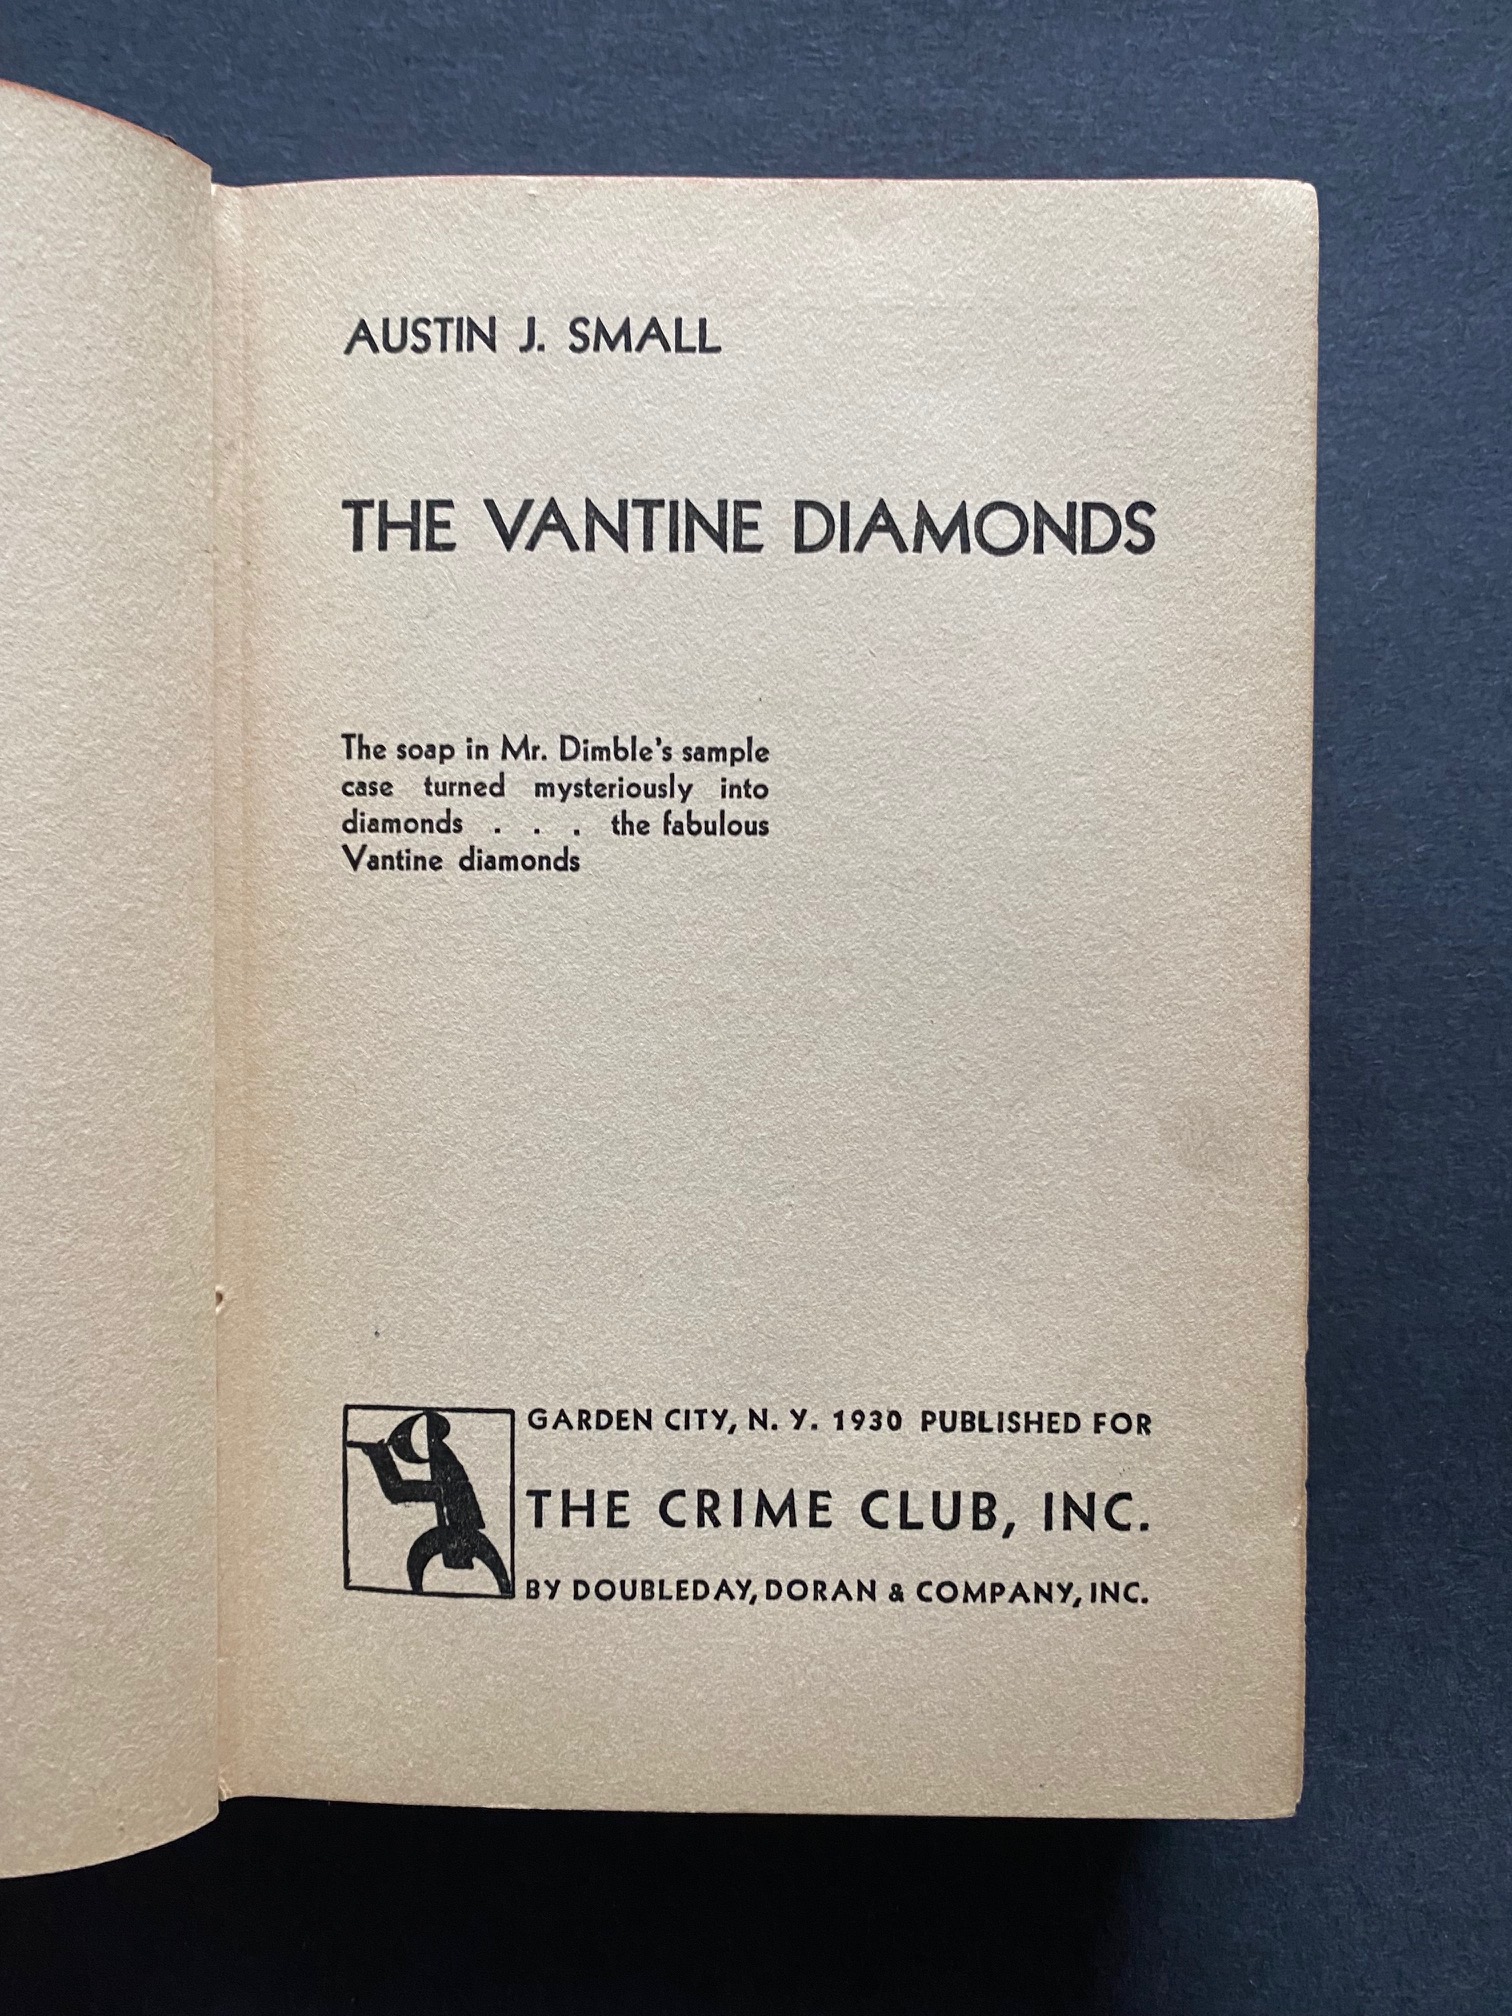 AUSTIN J. SMALL
THE VANTINE DIAMONDS
The soap in Mr. Dimble's sample
case turned mysteriously into
diamonds . . . the fabulous
Vantine diamonds
GARDEN CITY, N. Y. 1930 PUBLISHED FOR
THE CRIME CLUB, INC.
BY DOUBLEDAY, DORAN & COMPANY, INC.